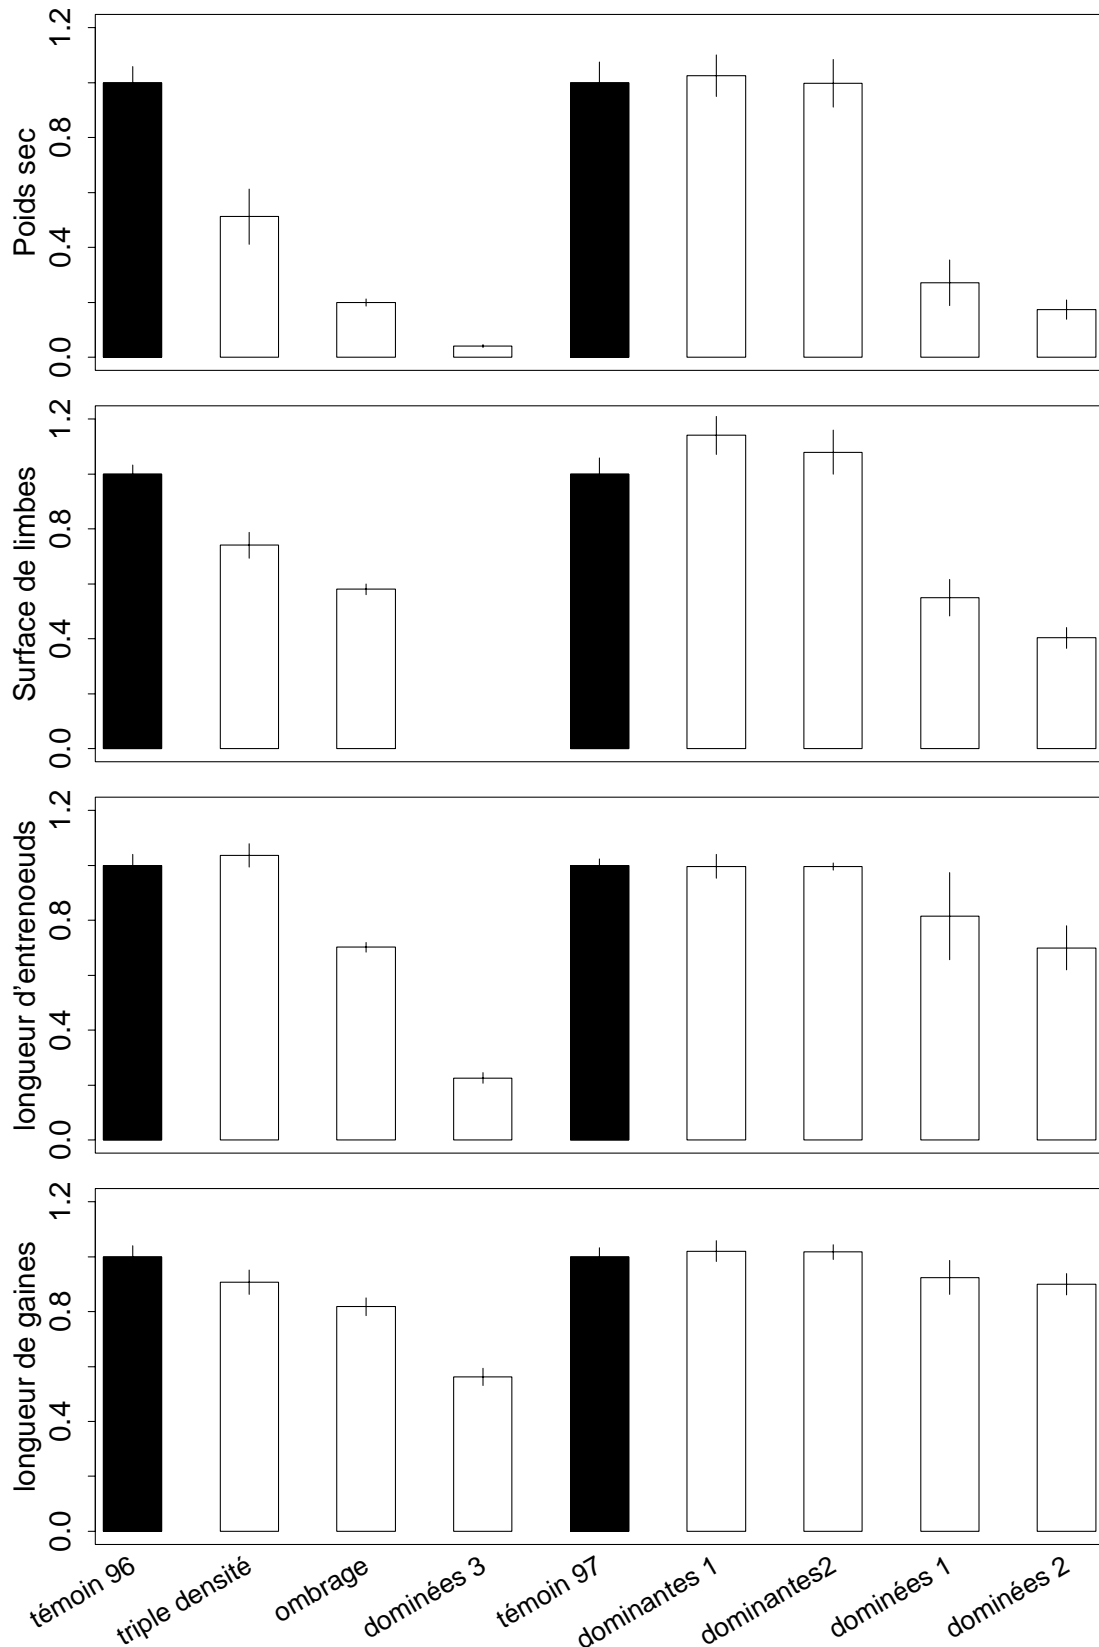 Poids sec
0.0 0.4 0.8 1.2
Surface de limbes
0.0 0.4 0.8 1.2
longueur d'entrenoeuds
0.0 0.4 0.8 1.2
longueur de gaines
0.0 0.4 0.8 1.2
témoin 96
triple densité
ombrage
dominées 3
témoin 97
dominantes 1
dominantes2
dominées 1
dominées 2